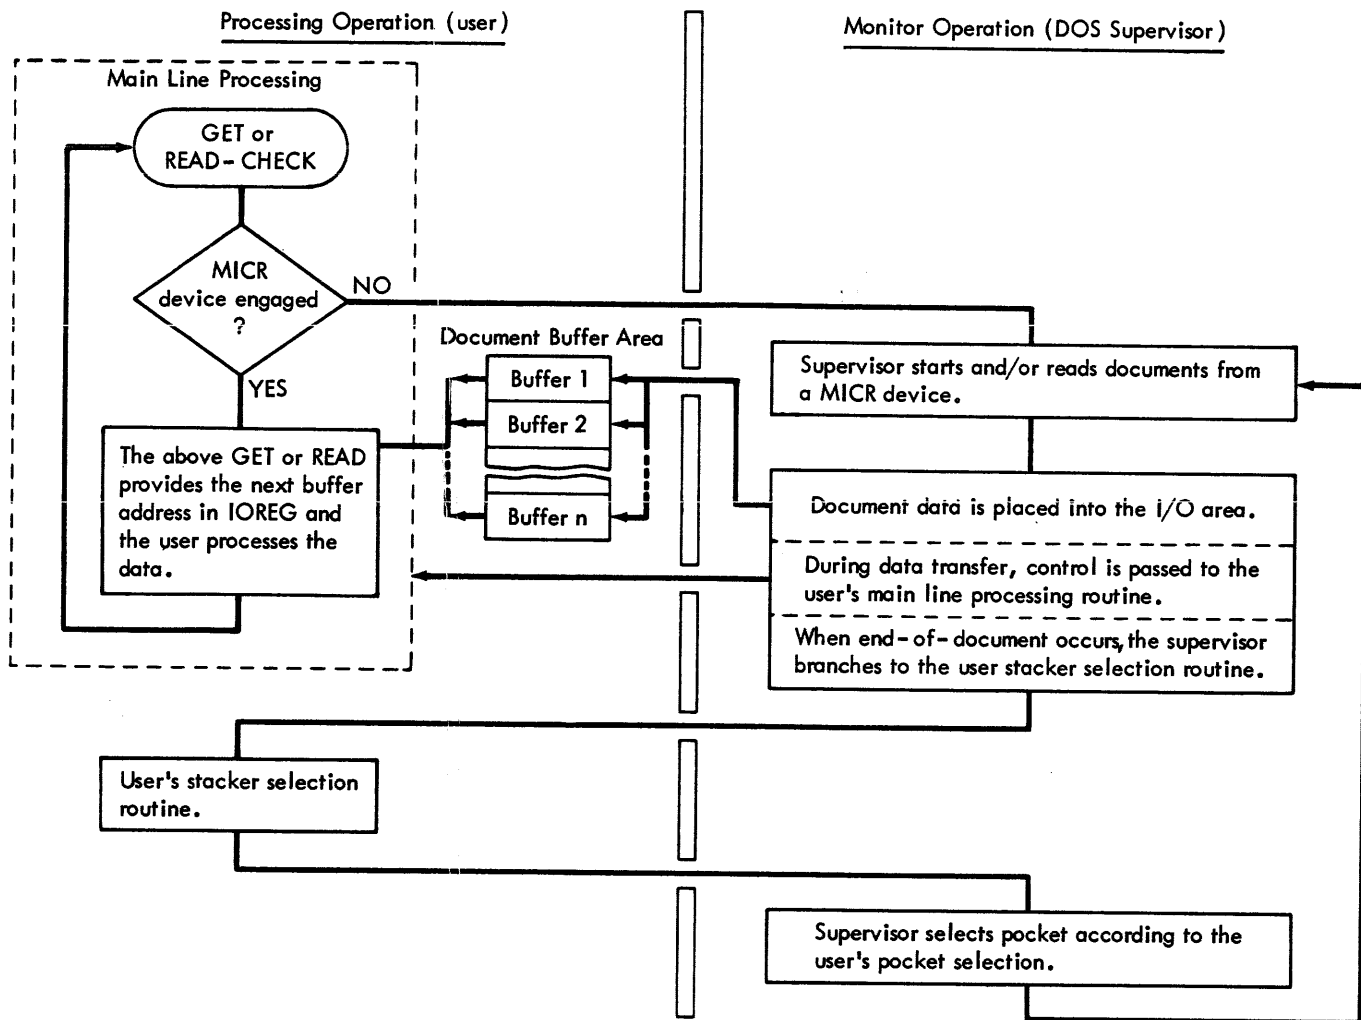 Processing Operation (user)
Monitor Operation (DOS Supervisor)
Main Line Processing
GET or
READ-CHECK
MICR
device engaged
?
NO
YES
The above GET or READ
provides the next buffer
address in IOREG and
the user processes the
data.
Document Buffer Area
Buffer 1
Buffer 2
Buffer n
Supervisor starts and/or reads documents from
a MICR device.
Document data is placed into the I/O area.
During data transfer, control is passed to the
user's main line processing routine.
When end-of-document occurs, the supervisor
branches to the user stacker selection routine.
User's stacker selection
routine.
Supervisor selects pocket according to the
user's pocket selection.